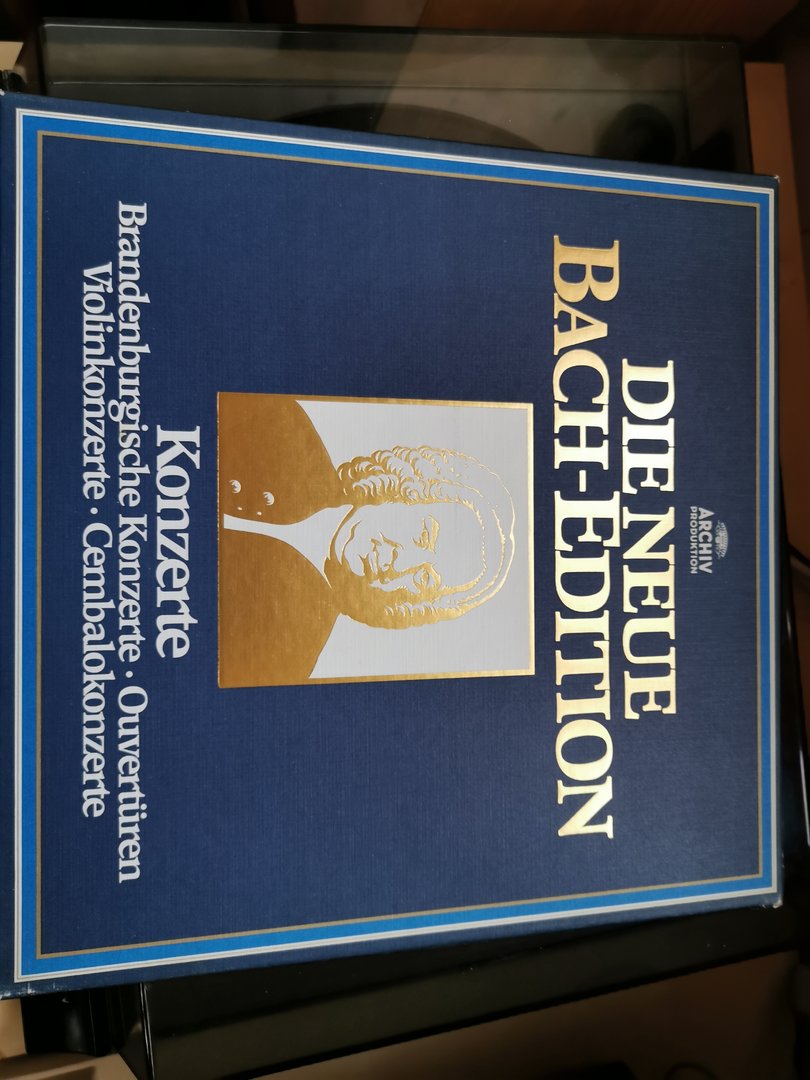 ARCHIV
PRODUKTION
DIE NEUE
BACH-EDITION
Konzerte
Brandenburgische Konzerte · Ouvertüren
Violinkonzerte · Cembalokonzerte